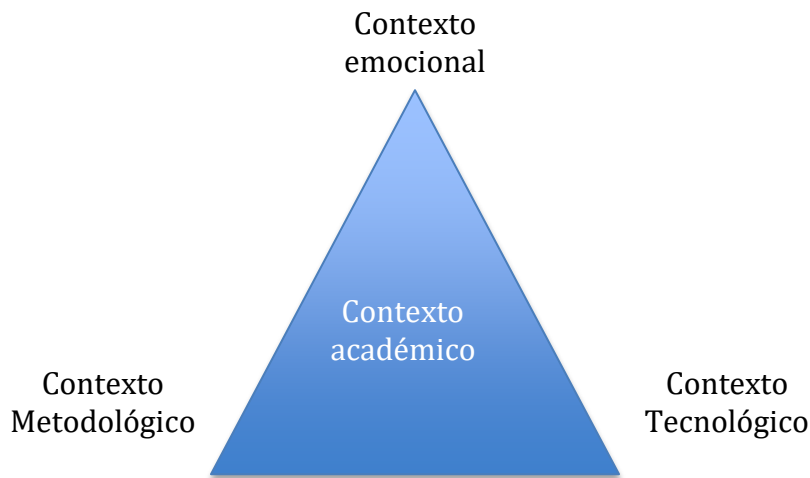 Contexto
emocional
Contexto
académico
Contexto
Metodológico
Contexto
Tecnológico